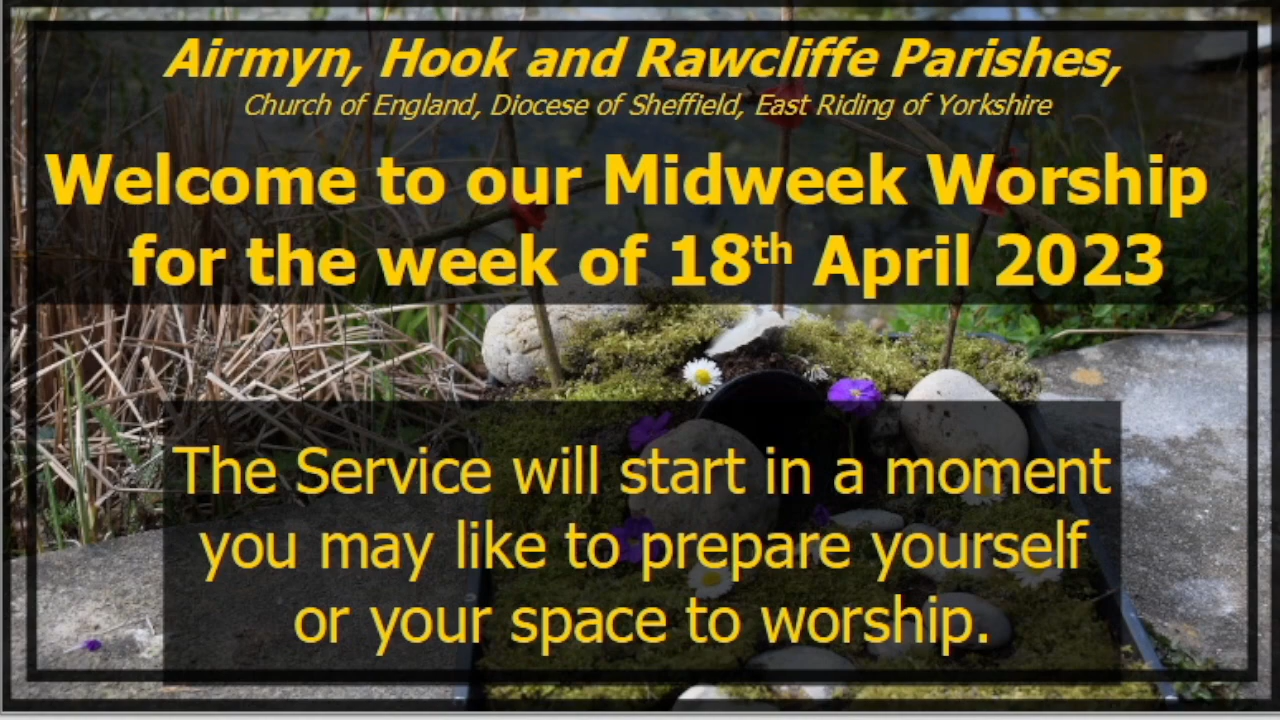 Airmyn, Hook and Rawcliffe Parishes,
Church of England, Diocese of Sheffield, East Riding of Yorkshire
Welcome to our Midweek Worship
for the week of 18th April 2023
The Service will start in a moment
you may like to prepare yourself
or your space to worship.